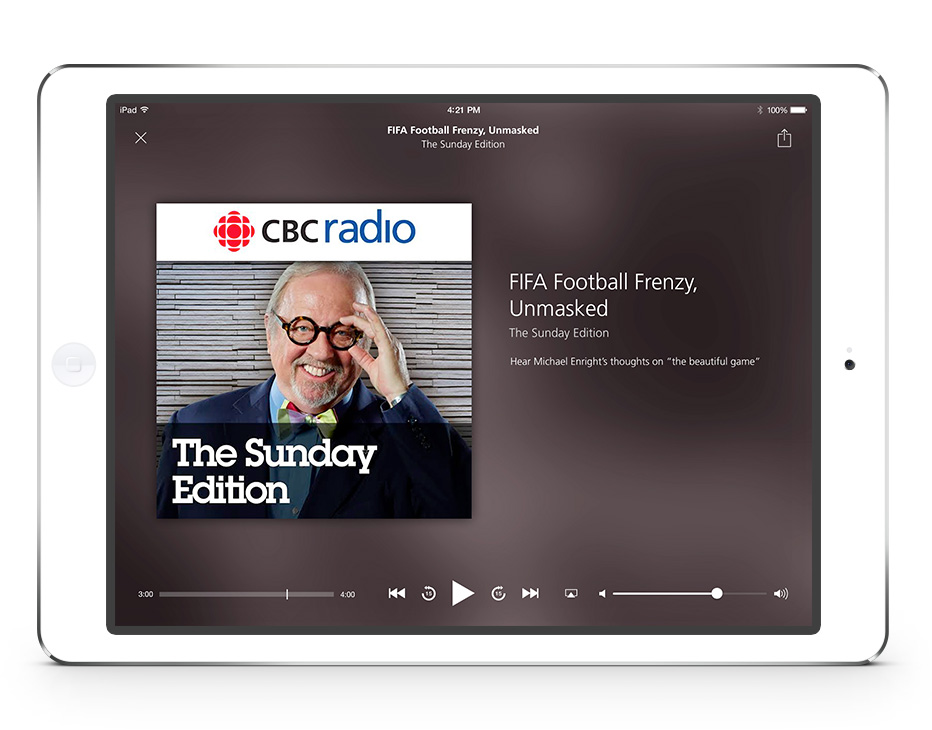 iPad 4:21 PM 100%
FIFA Football Frenzy, Unmasked
The Sunday Edition
CBC radio
FIFA Football Frenzy,
Unmasked
The Sunday Edition
Hear Michael Enright's thoughts on "the beautiful game"
The Sunday
Edition
3:00 4:00 15 15